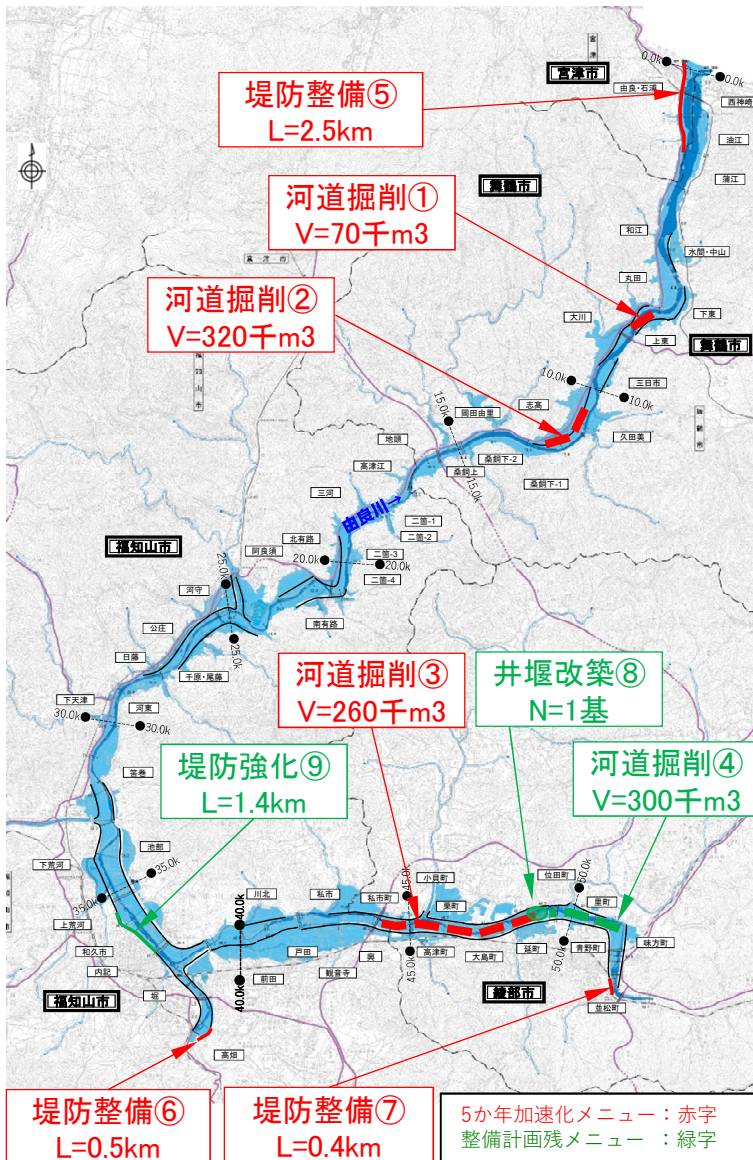 0.0k
宮津市
0.0k
由良・石浦
西神崎
堤防整備⑤
L=2.5km
油江
蒲江
舞鶴市
河道掘削①
V=70千m3
和江
水間・中山
丸田
下東
大川
上東
舞鶴市
河道掘削②
V=320千m3
10.0k
三日市
10.0k
15.0k
岡田由里
志高
久田美
地頭
桑飼下-2
高津江
桑飼上
15.0k
桑飼下-1
三河
由良川→
二箇-1
二箇-2
福知山市
北有路
阿良須
20.0k
二箇-3
20.0k
二箇-4
25.0k
河守
南有路
公庄
25.0k
日藤
千原・尾藤
河道掘削③
V=260千m3
井堰改築⑧
N=1基
下天津
河東
30.0k
30.0k
堤防強化⑨
L=1.4km
河道掘削④
V=300千m3
筈巻
池部
下荒河
35.0k
35.0k
川北
私市
私市町
45.0k
小貝町
栗町
位田町
50.0k
里町
上荒河
40.0k
和久市
戸田
興
高津町
延町
青野町
味方町
内記
観音寺
45.0k
大島町
50.0k
前田
40.0k
福知山市
堀
綾部市
並松町
高畑
堤防整備⑥
L=0.5km
堤防整備⑦
L=0.4km
5か年加速化メニュー：赤字
整備計画残メニュー ：緑字